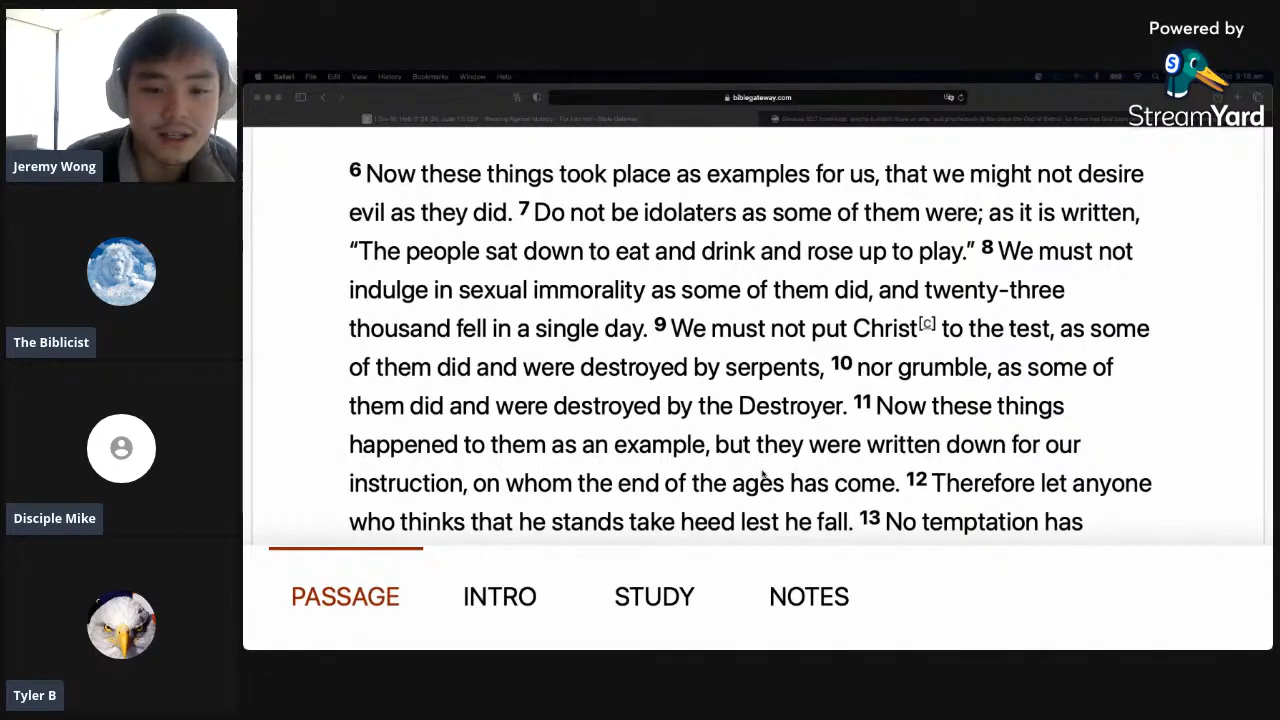 Powered by
StreamYard
Safari File Edit View History Bookmarks Window Help
biblegateway.com
6 Now these things took place as examples for us, that we might not desire
evil as they did. 7 Do not be idolaters as some of them were; as it is written,
“The people sat down to eat and drink and rose up to play.” 8 We must not
indulge in sexual immorality as some of them did, and twenty-three
thousand fell in a single day. 9 We must not put Christ[c] to the test, as some
of them did and were destroyed by serpents, 10 nor grumble, as some of
them did and were destroyed by the Destroyer. 11 Now these things
happened to them as an example, but they were written down for our
instruction, on whom the end of the ages has come. 12 Therefore let anyone
who thinks that he stands take heed lest he fall. 13 No temptation has
PASSAGE INTRO STUDY NOTES
Jeremy Wong
The Biblicist
Disciple Mike
Tyler B